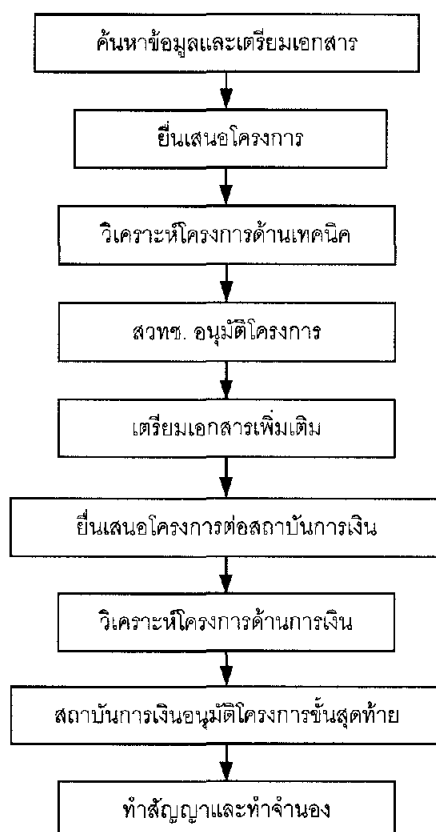 ค้นหาข้อมูลและเตรียมเอกสาร
ยื่นเสนอโครงการ
วิเคราะห์โครงการด้านเทคนิค
สวทช. อนุมัติโครงการ
เตรียมเอกสารเพิ่มเติม
ยื่นเสนอโครงการต่อสถาบันการเงิน
วิเคราะห์โครงการด้านการเงิน
สถาบันการเงินอนุมัติโครงการขั้นสุดท้าย
ทำสัญญาและทำจำนอง